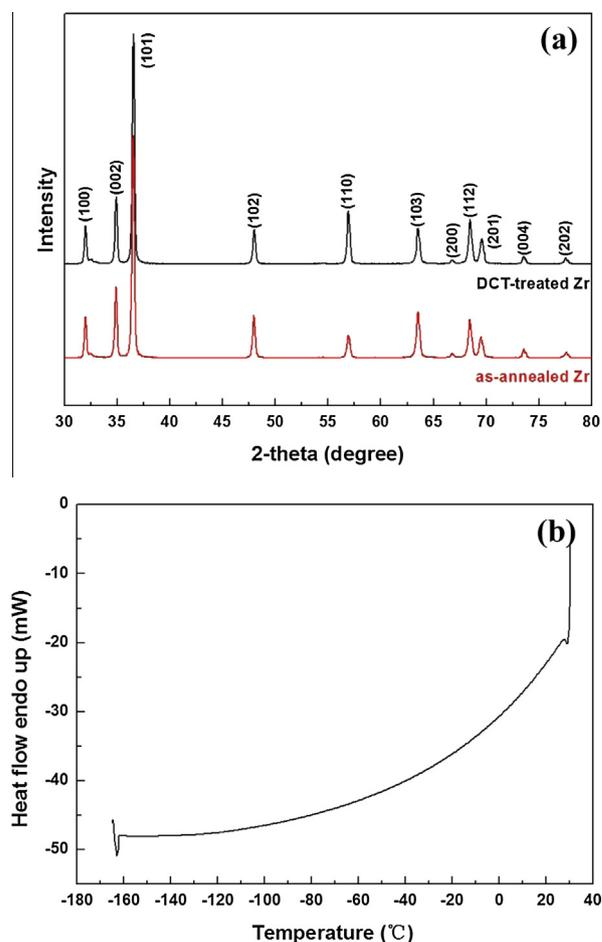 (a)
(101)
(100)
(002)
(102)
(110)
(103)
(200)
(112)
(201)
(004)
(202)
DCT-treated Zr
as-annealed Zr
Intensity
30 35 40 45 50 55 60 65 70 75 80
2-theta (degree)
(b)
0
-10
-20
-30
-40
-50
Heat flow endo up (mW)
-180 -160 -140 -120 -100 -80 -60 -40 -20 0 20 40
Temperature (℃)